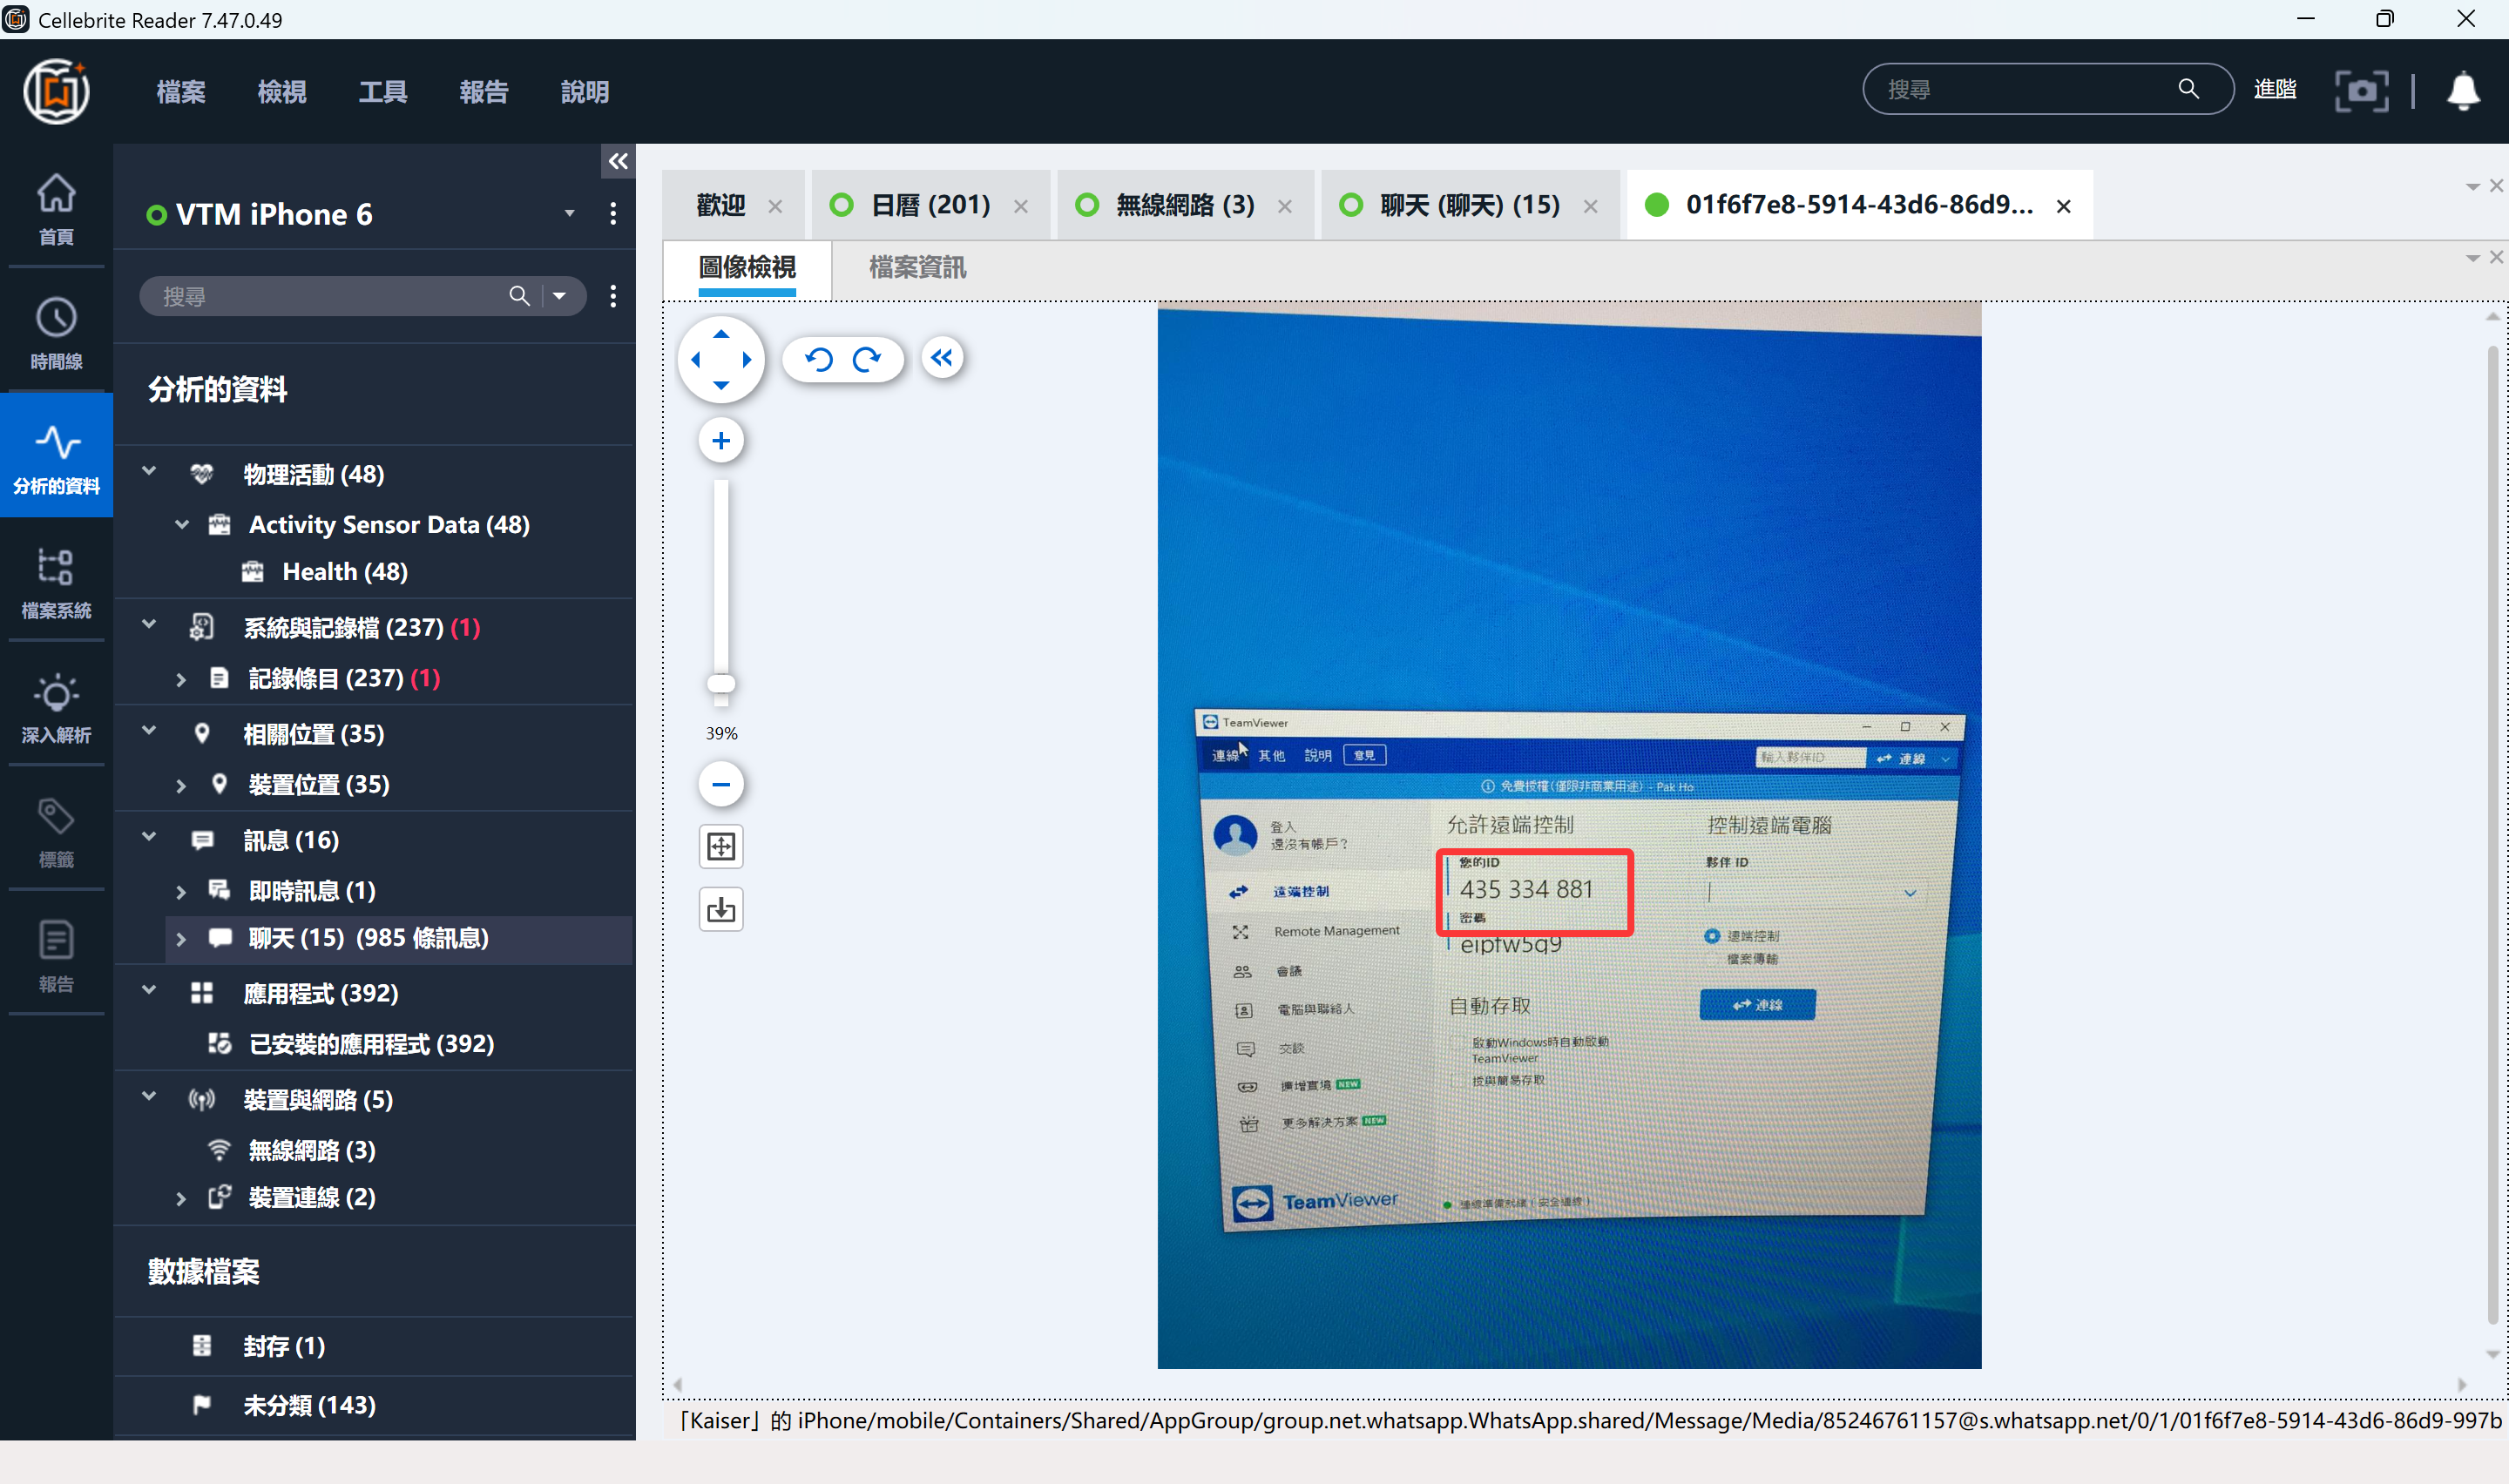 Cellebrite Reader 7.47.0.49
檔案 檢視 工具 報告 說明
搜尋 進階
首頁
時間線
分析的資料
檔案系統
深入解析
標籤
報告
VTM iPhone 6
搜尋
分析的資料
物理活動 (48)
Activity Sensor Data (48)
Health (48)
系統與記錄檔 (237) (1)
記錄條目 (237) (1)
相關位置 (35)
裝置位置 (35)
訊息 (16)
即時訊息 (1)
聊天 (15) (985 條訊息)
應用程式 (392)
已安裝的應用程式 (392)
裝置與網路 (5)
無線網路 (3)
裝置連線 (2)
數據檔案
封存 (1)
未分類 (143)
歡迎 日曆 (201) 無線網路 (3) 聊天 (聊天) (15) 01f6f7e8-5914-43d6-86d9...
圖像檢視 檔案資訊
39%
TeamViewer
連線 其他 說明 意見 輸入夥伴ID 連線
免費授權(僅限非商業用途) - Pak Ho
登入
還沒有帳戶?
遠端控制
Remote Management
會議
電腦與聯絡人
交談
擴增實境 NEW
更多解決方案 NEW
TeamViewer
允許遠端控制
您的ID
435 334 881
密碼
eipfw5q9
自動存取
啟動Windows時自動啟動
TeamViewer
授與簡易存取
控制遠端電腦
夥伴 ID
遠端控制
檔案傳輸
連線
連線準備就緒 (安全連線)
「Kaiser」的 iPhone/mobile/Containers/Shared/AppGroup/group.net.whatsapp.WhatsApp.shared/Message/Media/85246761157@s.whatsapp.net/0/1/01f6f7e8-5914-43d6-86d9-997b